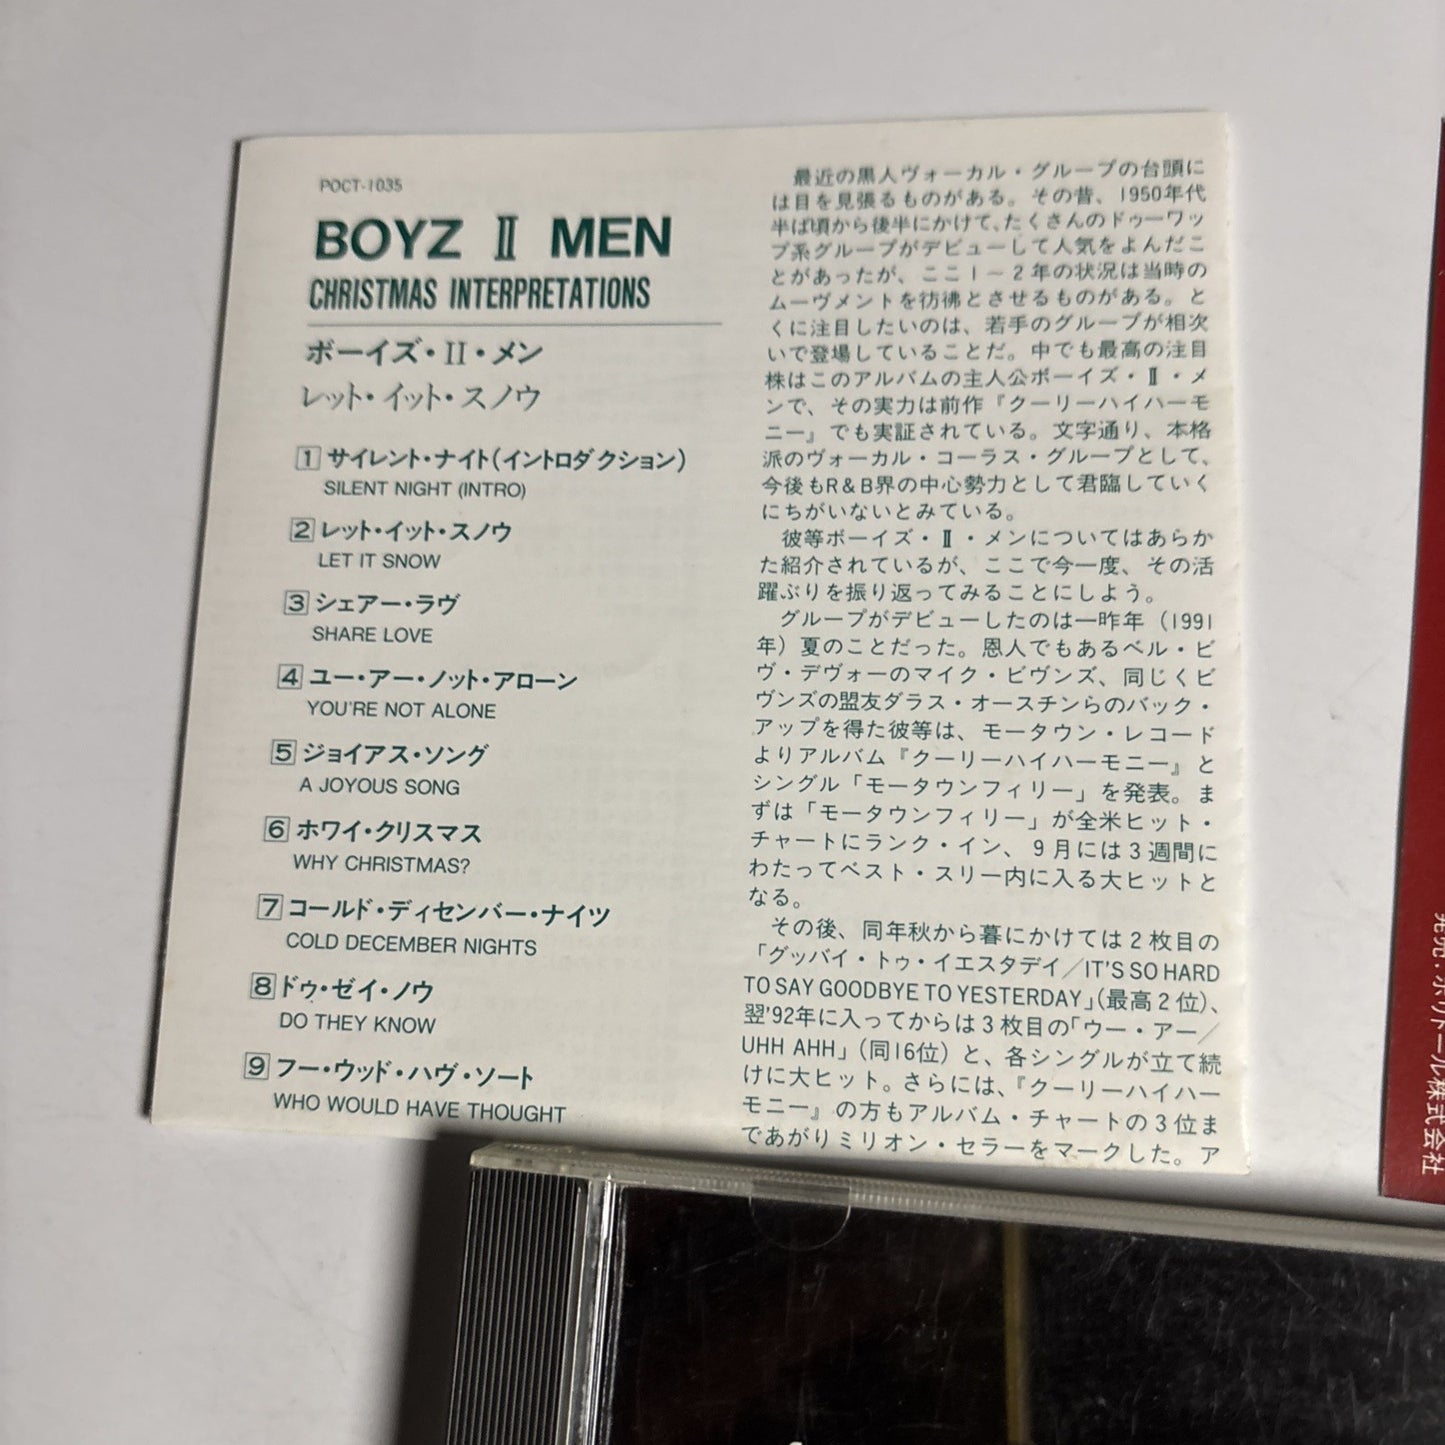 POCT-1035
BOYZ Ⅱ MEN
CHRISTMAS INTERPRETATIONS
ボーイズ・II・メン
レット・イット・スノウ
1 サイレント・ナイト(イントロダクション)
SILENT NIGHT (INTRO)
2 レット・イット・スノウ
LET IT SNOW
3 シェアー・ラヴ
SHARE LOVE
4 ユー・アー・ノット・アローン
YOU'RE NOT ALONE
5 ジョイアス・ソング
A JOYOUS SONG
6 ホワイ・クリスマス
WHY CHRISTMAS?
7 コールド・ディセンバー・ナイツ
COLD DECEMBER NIGHTS
8 ドゥ・ゼイ・ノウ
DO THEY KNOW
9 フー・ウッド・ハヴ・ソート
WHO WOULD HAVE THOUGHT
最近の黒人ヴォーカル・グループの台頭に
は目を見張るものがある。その昔、1950年代
半ば頃から後半にかけて、たくさんのドゥーワッ
プ系グループがデビューして人気をよんだこ
とがあったが、ここ1～2年の状況は当時の
ムーヴメントを彷彿とさせるものがある。と
くに注目したいのは、若手のグループが相次
いで登場していることだ。中でも最高の注目
株はこのアルバムの主人公ボーイズ・Ⅱ・メ
ンで、その実力は前作『クーリーハイハーモ
ニー』でも実証されている。文字通り、本格
派のヴォーカル・コーラス・グループとして、
今後もR&B界の中心勢力として君臨していく
にちがいないとみている。
彼等ボーイズ・Ⅱ・メンについてはあらか
た紹介されているが、ここで今一度、その活
躍ぶりを振り返ってみることにしよう。
グループがデビューしたのは一昨年（1991
年）夏のことだった。恩人でもあるベル・ビ
ヴ・デヴォーのマイク・ビヴンズ、同じくビ
ヴンズの盟友ダラス・オースチンらのバック・
アップを得た彼等は、モータウン・レコード
よりアルバム『クーリーハイハーモニー』と
シングル「モータウンフィリー」を発表。ま
ずは「モータウンフィリー」が全米ヒット・
チャートにランク・イン、9月には3週間に
わたってベスト・スリー内に入る大ヒットと
なる。
その後、同年秋から暮にかけては2枚目の
「グッバイ・トゥ・イエスタデイ／IT'S SO HARD
TO SAY GOODBYE TO YESTERDAY」(最高2位)、
翌'92年に入ってからは3枚目の「ウー・アー／
UHH AHH」(同16位)と、各シングルが立て続
けに大ヒット。さらには、『クーリーハイハー
モニー』の方もアルバム・チャートの3位ま
であがりミリオン・セラーをマークした。ア
発売：ポリドール株式会社